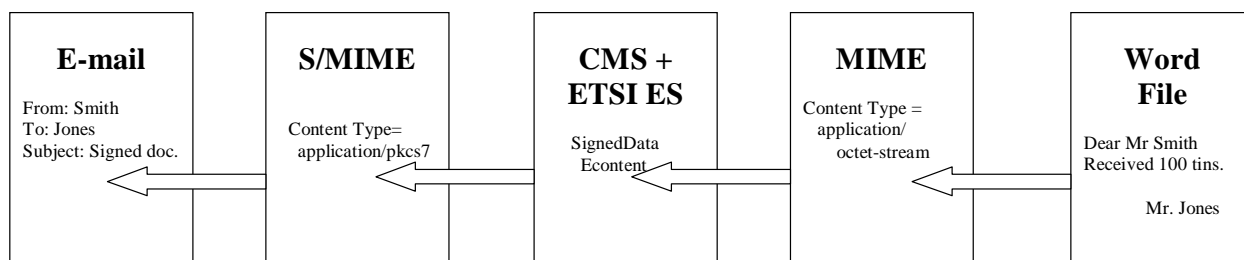 E-mail
From: Smith
To: Jones
Subject: Signed doc.
S/MIME
Content Type=
application/pkcs7
CMS +
ETSI ES
SignedData
Econtent
MIME
Content Type =
application/
octet-stream
Word
File
Dear Mr Smith
Received 100 tins.
Mr. Jones